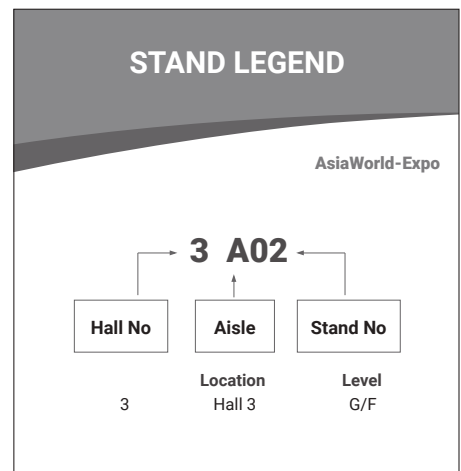 STAND LEGEND
AsiaWorld-Expo
3 A02
Hall No Aisle Stand No
Location Level
3 Hall 3 G/F